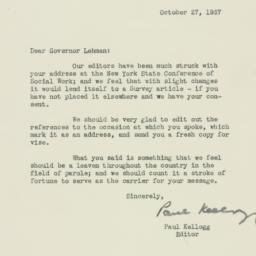 October 27, 1937
Dear Governor Lehman:
Our editors have been much struck with
your address at the New York State Conference of
Social Work; and we feel that with slight changes
it would lend itself to a Survey article - if you
have not placed it elsewhere and we have your con-
sent.
We should be very glad to edit out the
references to the occasion at which you spoke, which
mark it as an address, and send you a fresh copy for
vise.
What you said is something that we feel
should be a leaven throughout the country in the
field of parole; and we should count it a stroke of
fortune to serve as the carrier for your message.
Sincerely,
Paul Kellogg
Paul Kellogg
Editor